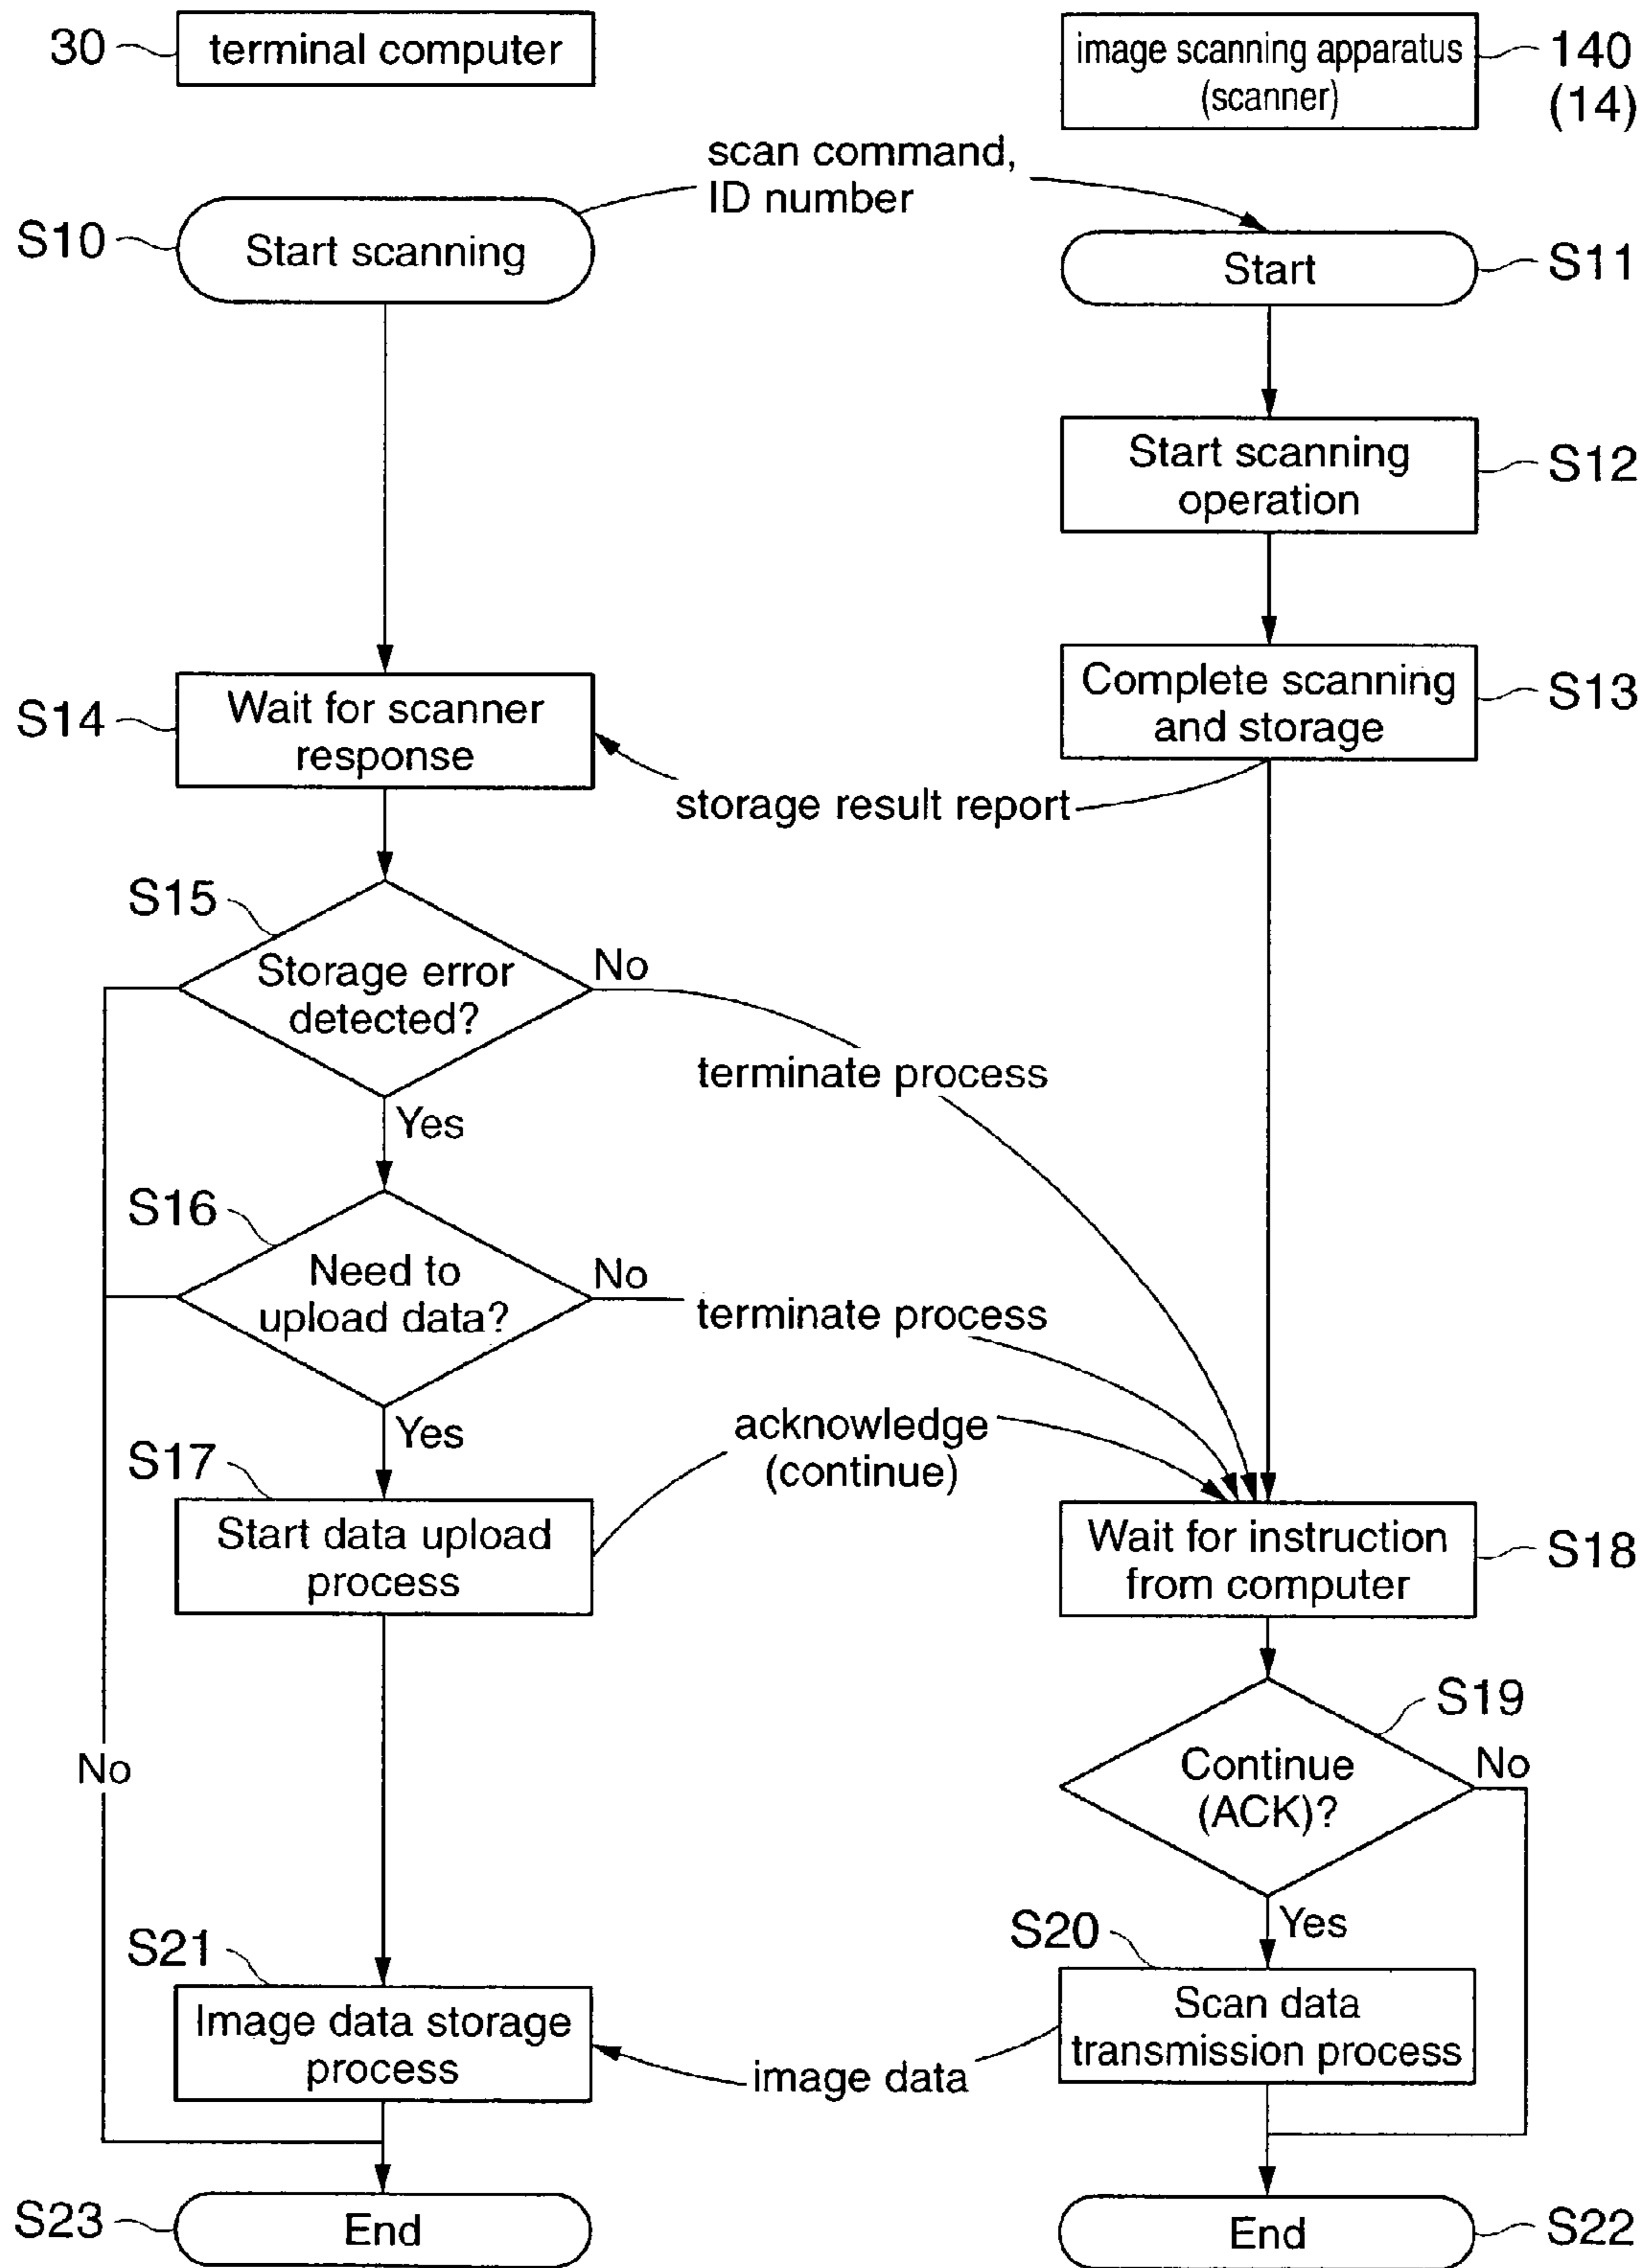 30
terminal computer
image scanning apparatus
(scanner)
140
(14)
scan command,
ID number
S10
Start scanning
Start
S11
Start scanning
operation
S12
Complete scanning
and storage
S13
S14
Wait for scanner
response
storage result report
S15
Storage error
detected?
No
terminate process
Yes
S16
Need to
upload data?
No
terminate process
Yes
acknowledge
(continue)
S17
Start data upload
process
Wait for instruction
from computer
S18
S19
Continue
(ACK)?
No
No
Yes
S20
Scan data
transmission process
S21
Image data storage
process
image data
S23
End
End
S22